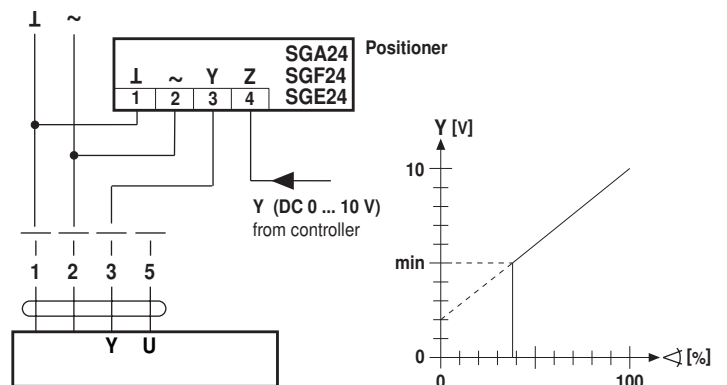 ⊥ ~
SGA24 Positioner
⊥ ~ Y Z SGF24
1 2 3 4 SGE24
Y (DC 0 ... 10 V)
from controller
1 2 3 5
Y U
Y [V]
10
min
0
0 100
[%]